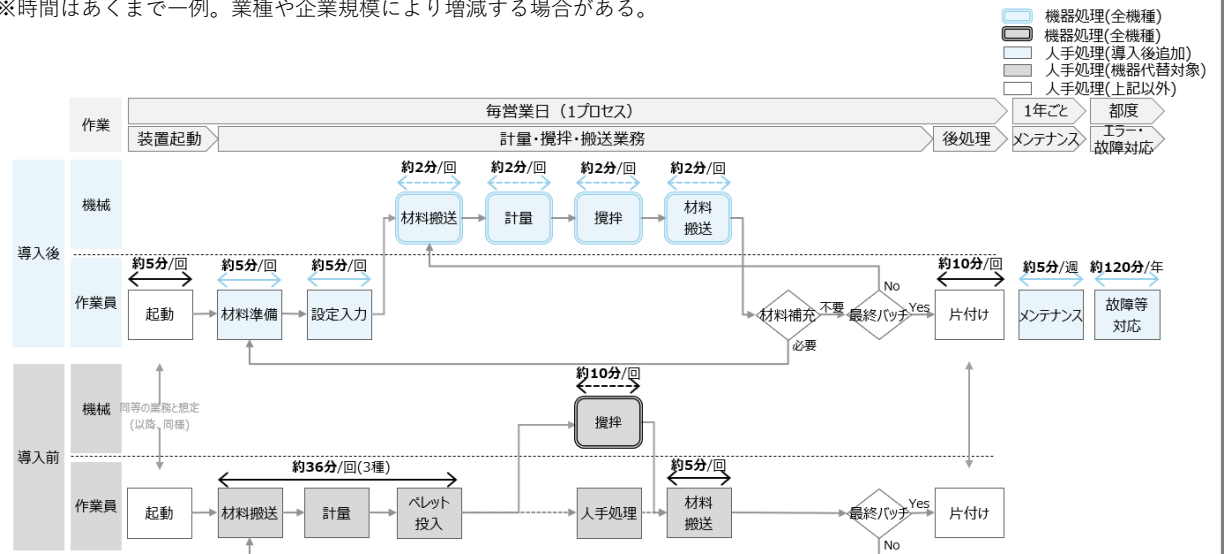 ※時間はあくまで一例。業種や企業規模により増減する場合がある。
機器処理(全機種)
機器処理(全機種)
人手処理(導入後追加)
人手処理(機器代替対象)
人手処理(上記以外)
作業
毎営業日（1プロセス）
1年ごと
都度
装置起動
計量・攪拌・搬送業務
後処理
メンテナンス
エラー・
故障対応
導入後
機械
約2分/回
約2分/回
約2分/回
約2分/回
材料搬送
計量
攪拌
材料
搬送
作業員
約5分/回
約5分/回
約5分/回
約10分/回
約5分/週
約120分/年
起動
材料準備
設定入力
材料補充
不要
必要
最終バッチ
No
Yes
片付け
メンテナンス
故障等
対応
導入前
機械
同等の業務と想定
(以降、同様)
約10分/回
攪拌
作業員
約36分/回(3種)
約5分/回
起動
材料搬送
計量
ペレット
投入
人手処理
材料
搬送
最終バッチ
Yes
No
片付け